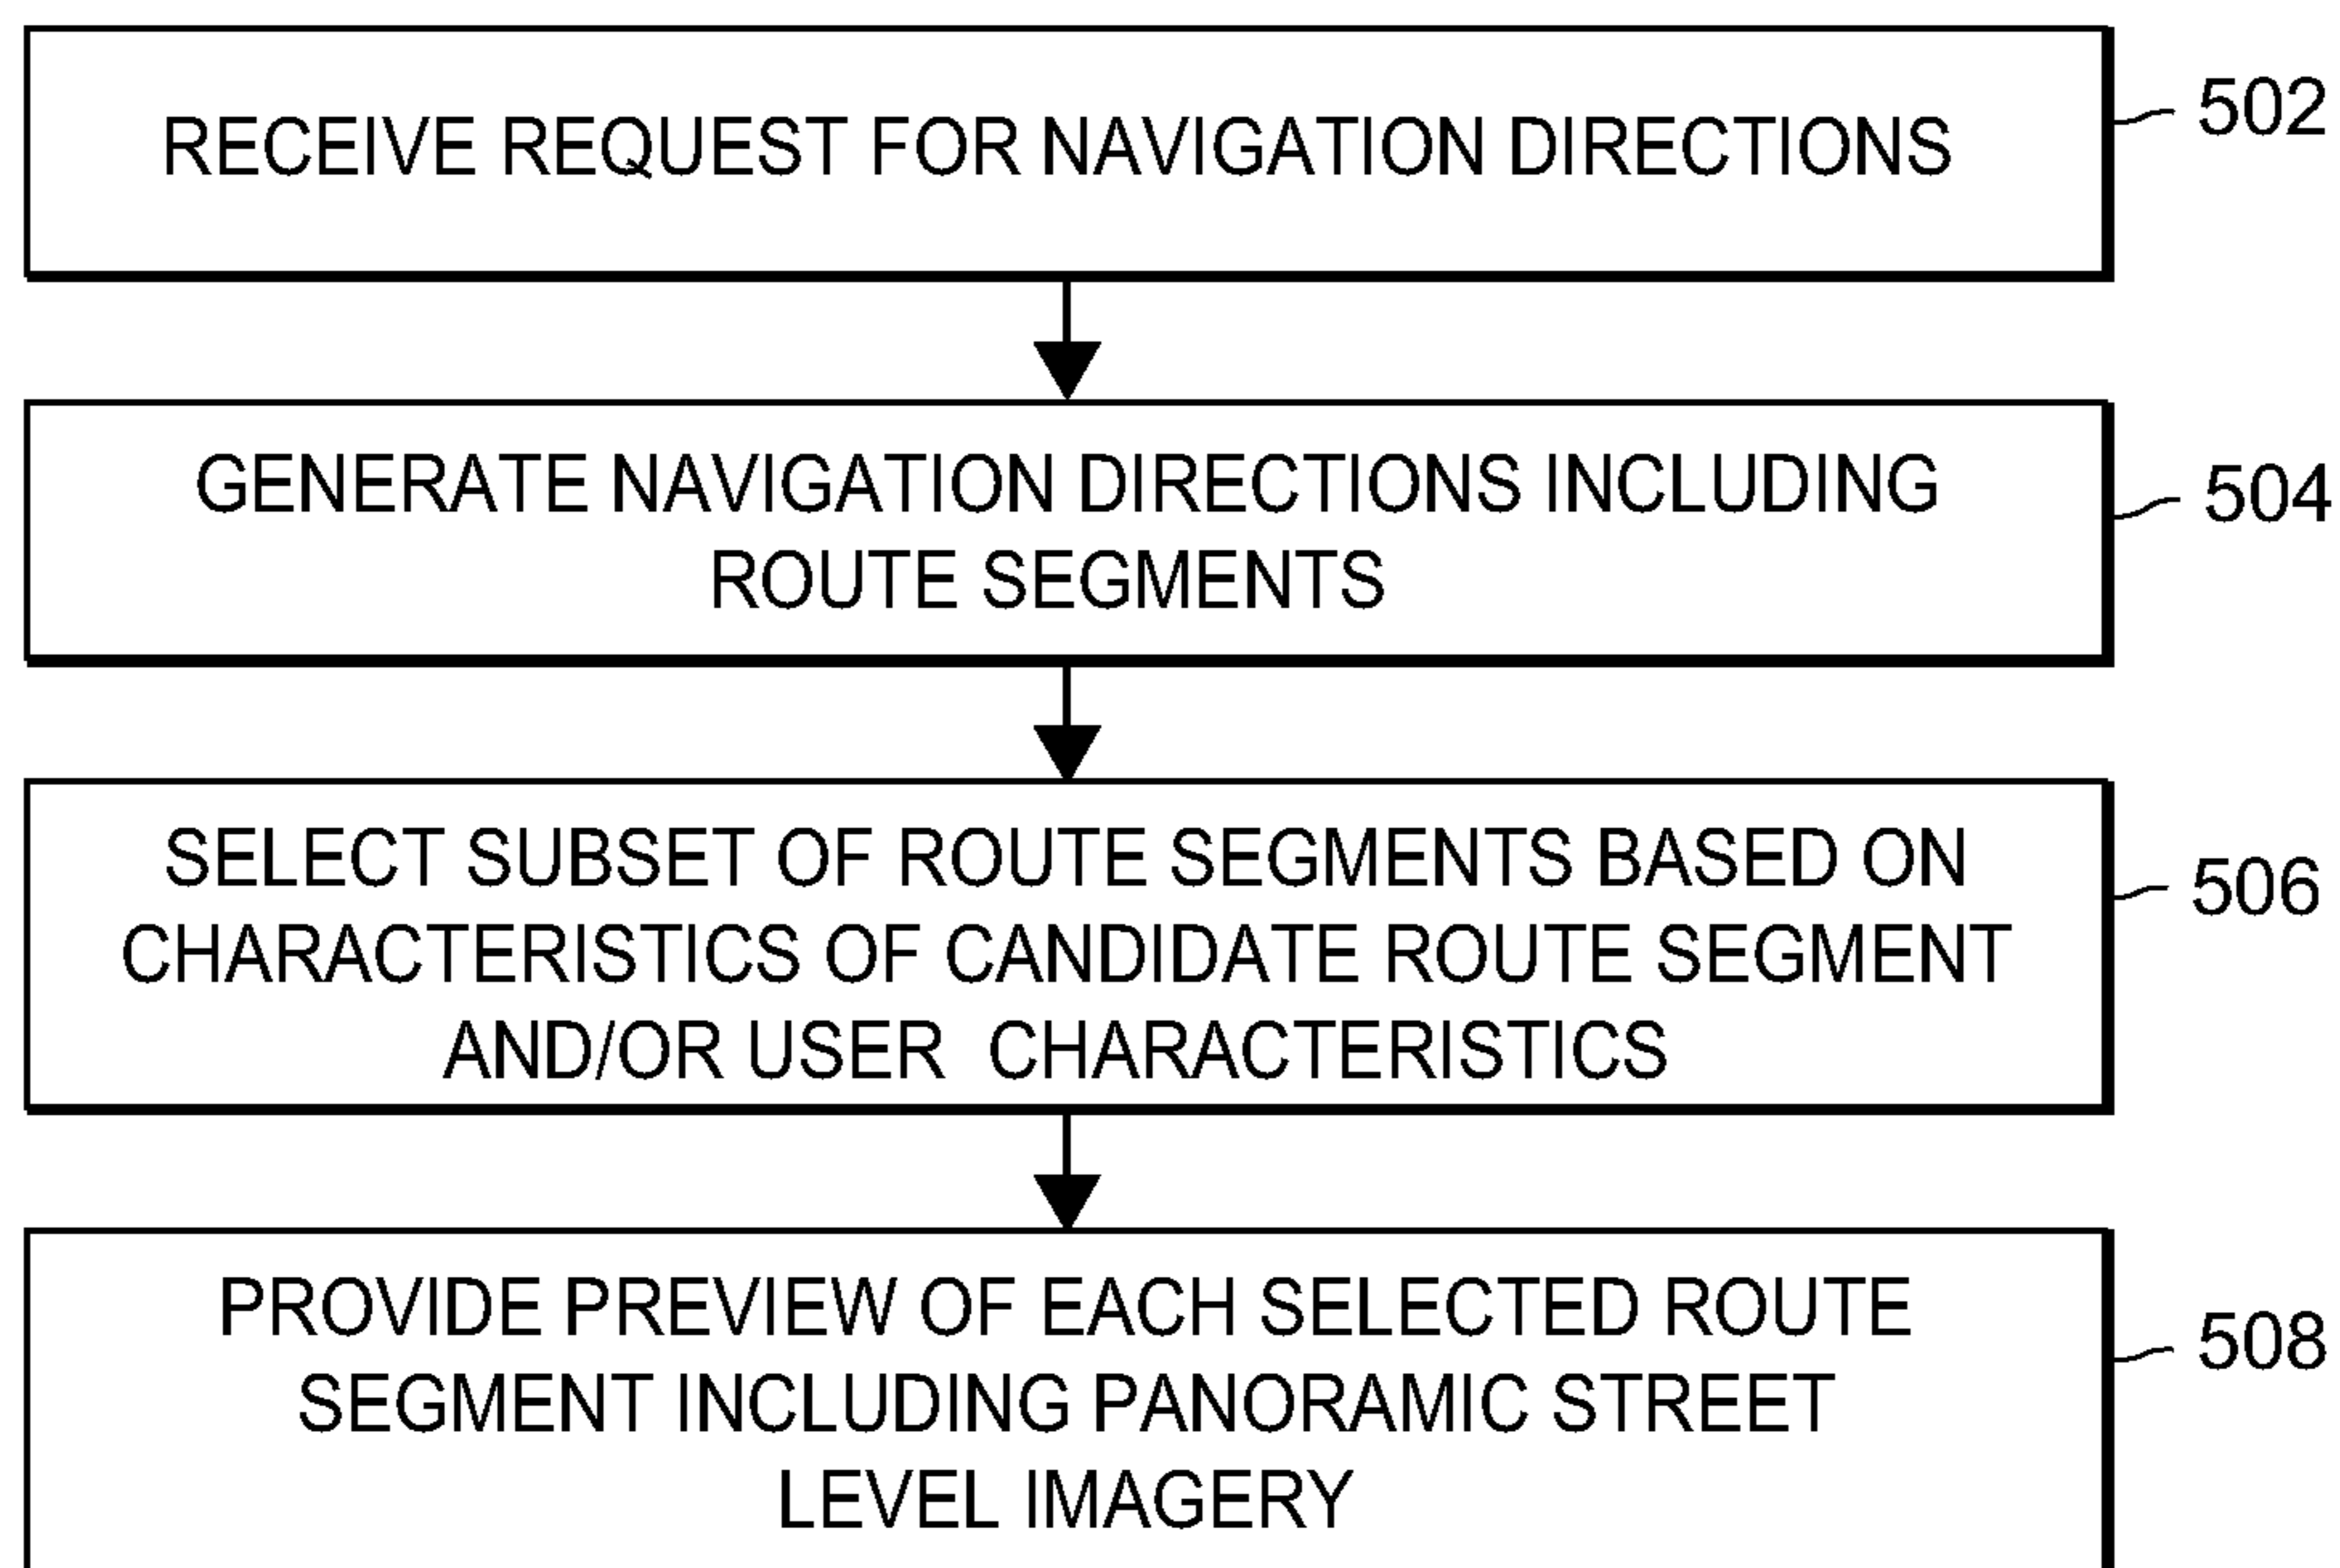 RECEIVE REQUEST FOR NAVIGATION DIRECTIONS
502
GENERATE NAVIGATION DIRECTIONS INCLUDING
ROUTE SEGMENTS
504
SELECT SUBSET OF ROUTE SEGMENTS BASED ON
CHARACTERISTICS OF CANDIDATE ROUTE SEGMENT
AND/OR USER CHARACTERISTICS
506
PROVIDE PREVIEW OF EACH SELECTED ROUTE
SEGMENT INCLUDING PANORAMIC STREET
LEVEL IMAGERY
508